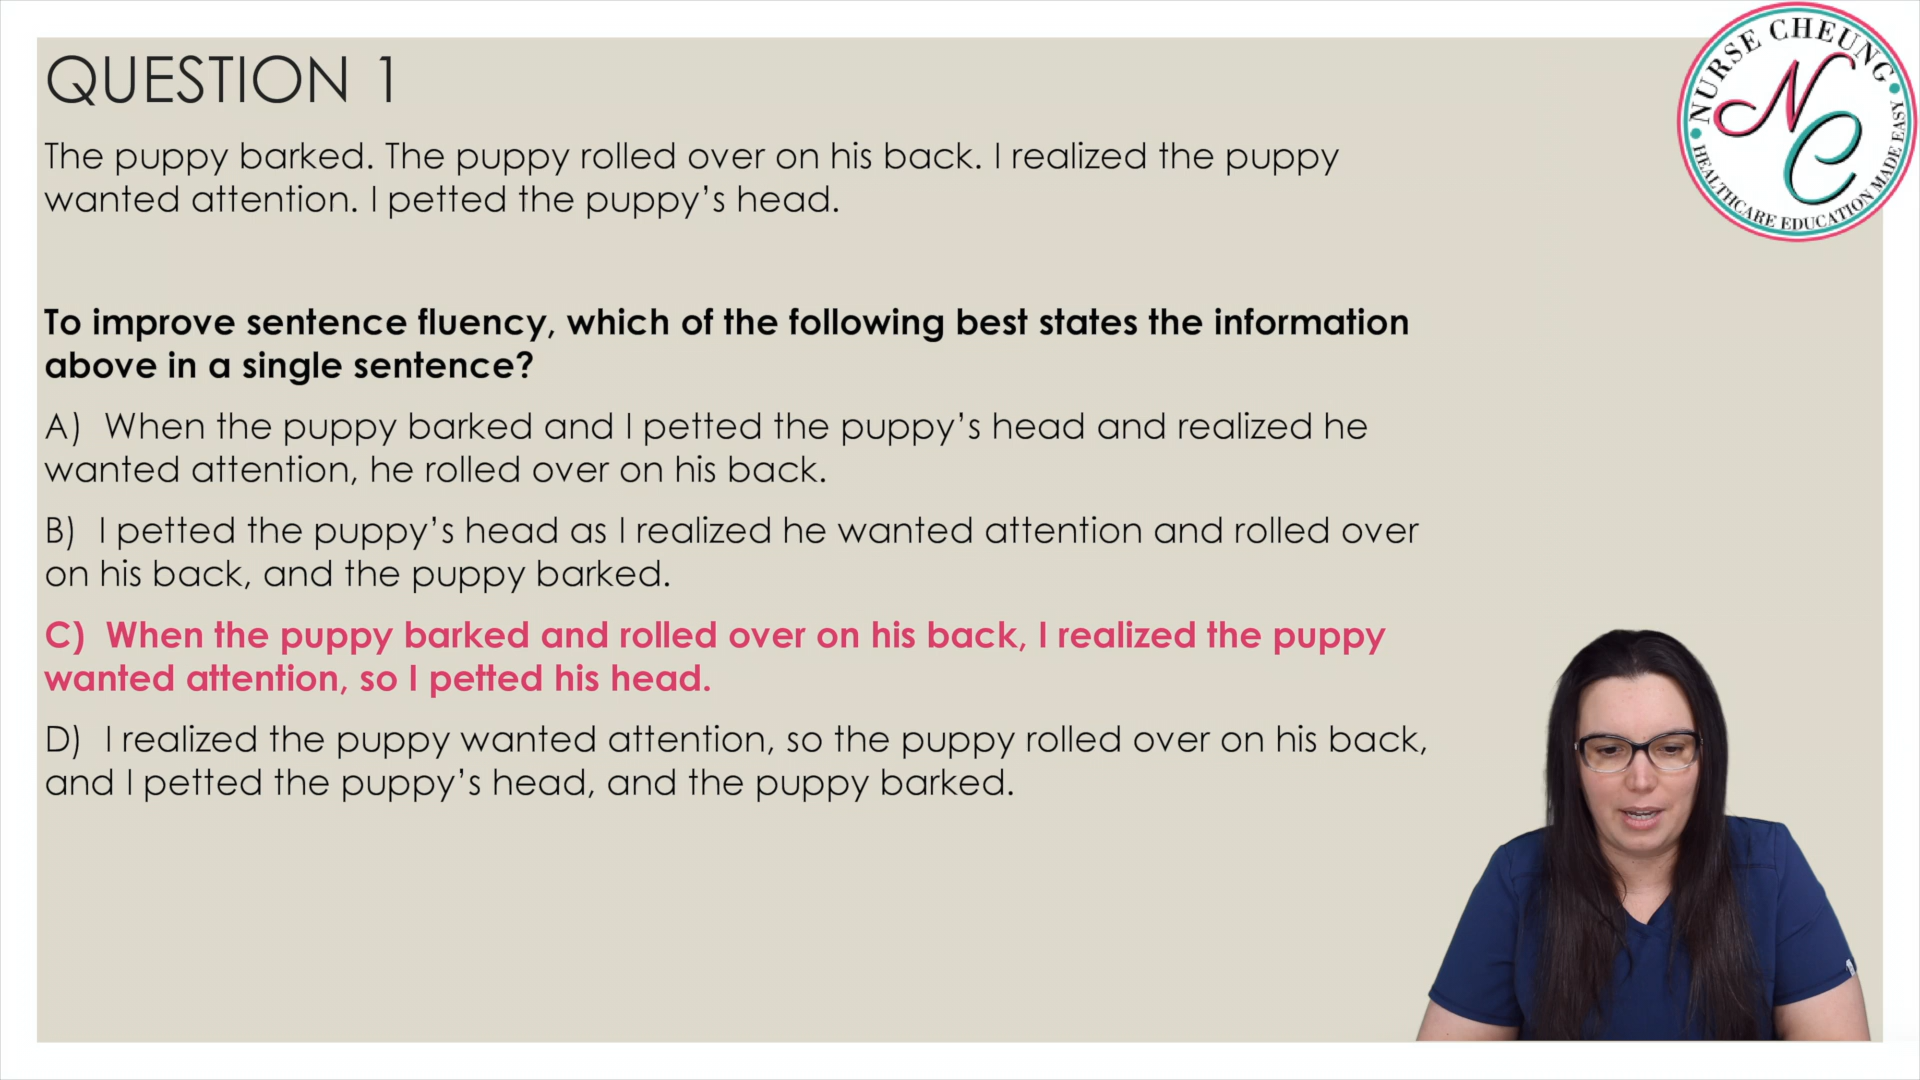 QUESTION 1
The puppy barked. The puppy rolled over on his back. I realized the puppy
wanted attention. I petted the puppy’s head.
To improve sentence fluency, which of the following best states the information
above in a single sentence?
A) When the puppy barked and I petted the puppy’s head and realized he
wanted attention, he rolled over on his back.
B) I petted the puppy’s head as I realized he wanted attention and rolled over
on his back, and the puppy barked.
C) When the puppy barked and rolled over on his back, I realized the puppy
wanted attention, so I petted his head.
D) I realized the puppy wanted attention, so the puppy rolled over on his back,
and I petted the puppy’s head, and the puppy barked.
NURSE CHEUNG
NC
HEALTHCARE EDUCATION MADE EASY